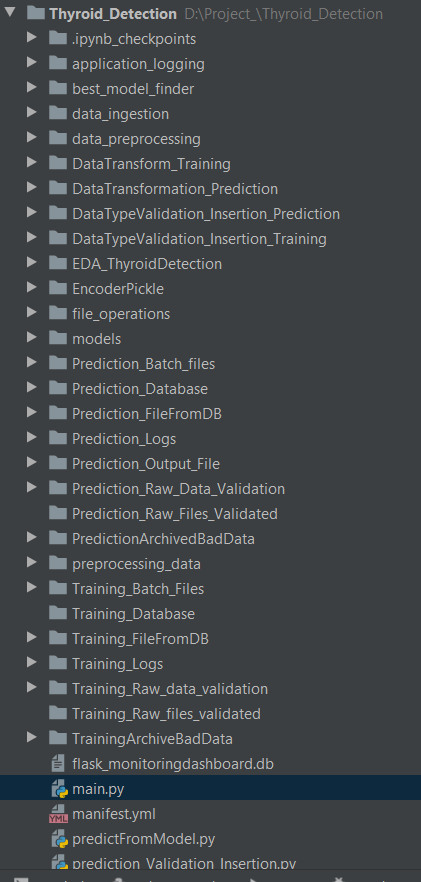 Thyroid_Detection D:\Project_\Thyroid_Detection
.ipynb_checkpoints
application_logging
best_model_finder
data_ingestion
data_preprocessing
DataTransform_Training
DataTransformation_Prediction
DataTypeValidation_Insertion_Prediction
DataTypeValidation_Insertion_Training
EDA_ThyroidDetection
EncoderPickle
file_operations
models
Prediction_Batch_files
Prediction_Database
Prediction_FileFromDB
Prediction_Logs
Prediction_Output_File
Prediction_Raw_Data_Validation
Prediction_Raw_Files_Validated
PredictionArchivedBadData
preprocessing_data
Training_Batch_Files
Training_Database
Training_FileFromDB
Training_Logs
Training_Raw_data_validation
Training_Raw_files_validated
TrainingArchiveBadData
flask_monitoringdashboard.db
main.py
YML manifest.yml
predictFromModel.py
prediction_Validation_Insertion.py